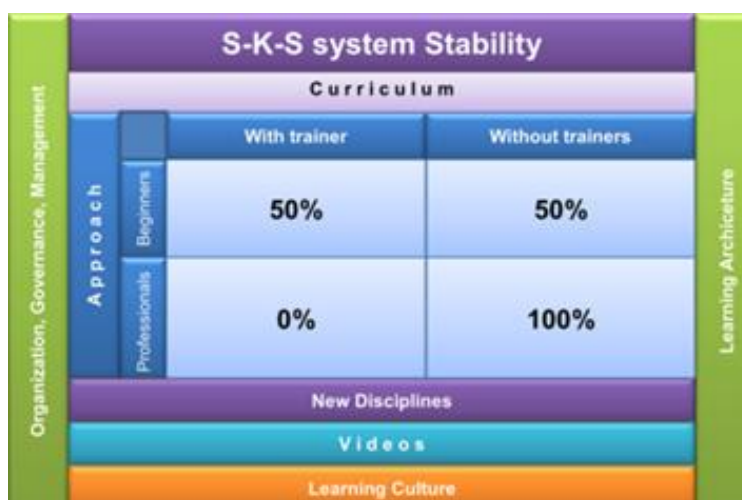 S-K-S system Stability
Curriculum
With trainer
Without trainers
Approach
Beginners
50%
50%
Professionals
0%
100%
New Disciplines
Videos
Learning Culture
Organization, Governance, Management
Learning Archiceture